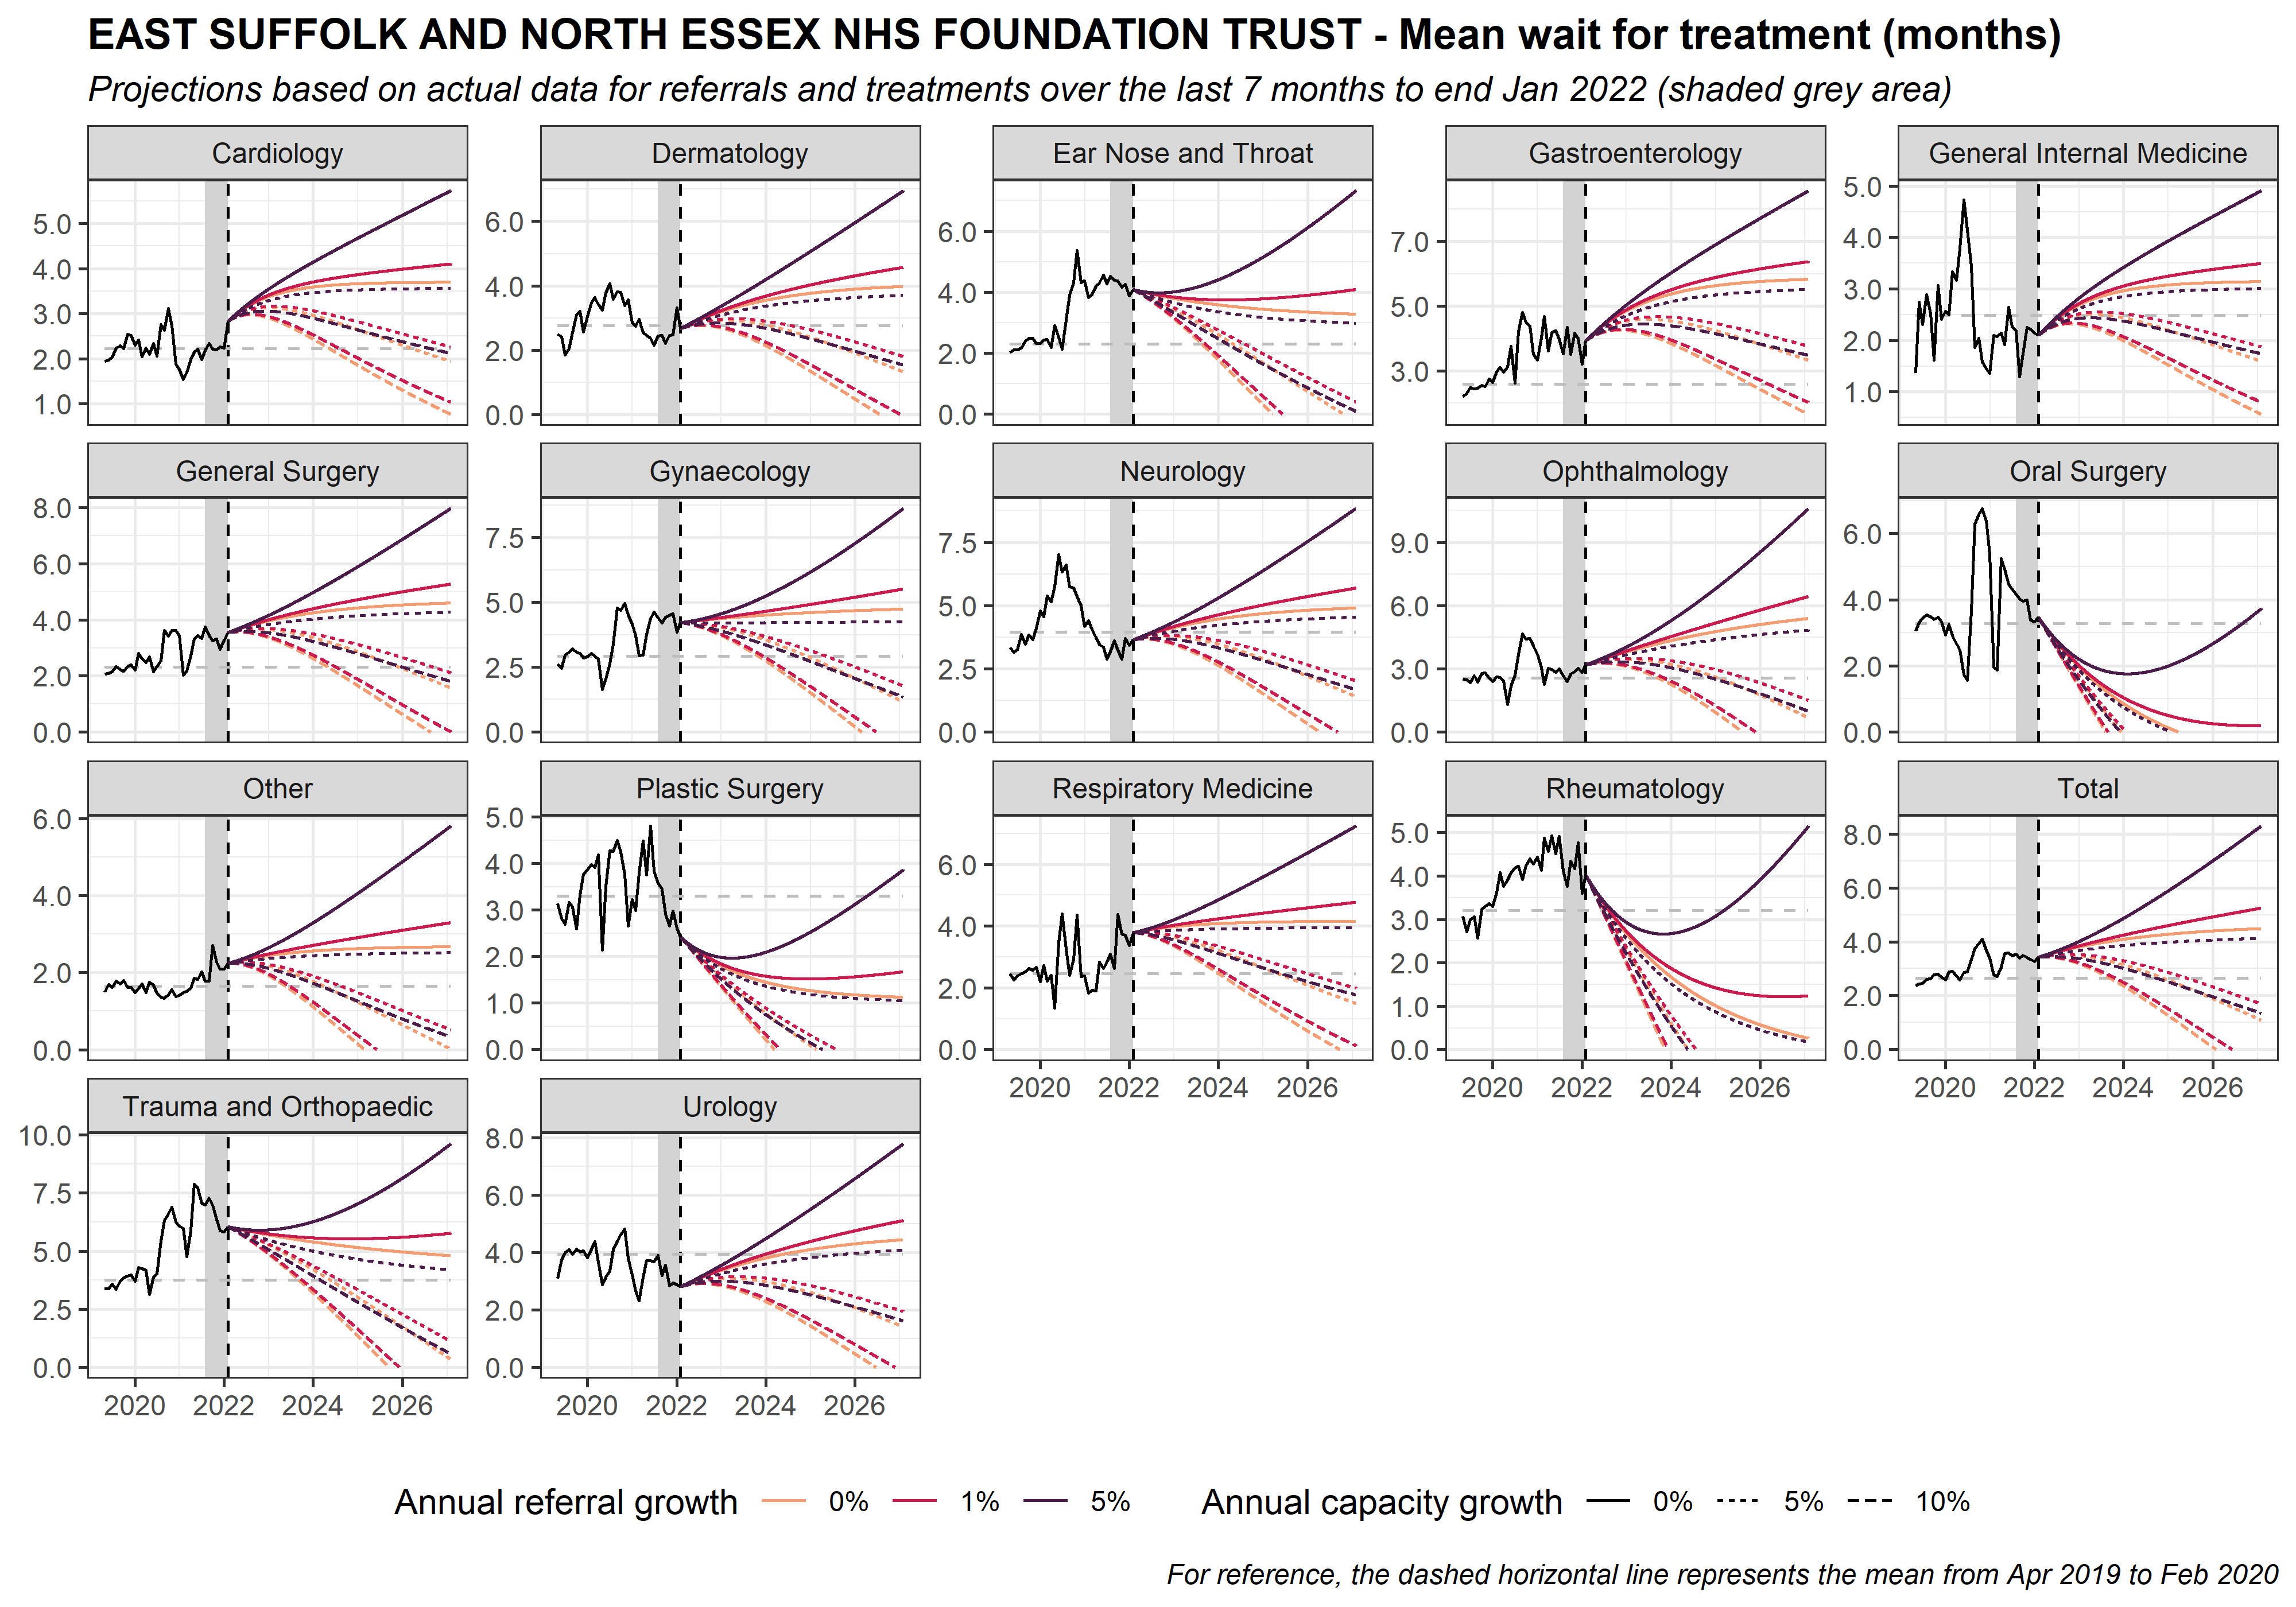 EAST SUFFOLK AND NORTH ESSEX NHS FOUNDATION TRUST - Mean wait for treatment (months)
Projections based on actual data for referrals and treatments over the last 7 months to end Jan 2022 (shaded grey area)
Cardiology
5.0
4.0
3.0
2.0
1.0
Dermatology
6.0
4.0
2.0
0.0
Ear Nose and Throat
6.0
4.0
2.0
0.0
Gastroenterology
7.0
5.0
3.0
General Internal Medicine
5.0
4.0
3.0
2.0
1.0
General Surgery
8.0
6.0
4.0
2.0
0.0
Gynaecology
7.5
5.0
2.5
0.0
Neurology
7.5
5.0
2.5
0.0
Ophthalmology
9.0
6.0
3.0
0.0
Oral Surgery
6.0
4.0
2.0
0.0
Other
6.0
4.0
2.0
0.0
Plastic Surgery
5.0
4.0
3.0
2.0
1.0
0.0
Respiratory Medicine
6.0
4.0
2.0
0.0
2020 2022 2024 2026
Rheumatology
5.0
4.0
3.0
2.0
1.0
0.0
2020 2022 2024 2026
Total
8.0
6.0
4.0
2.0
0.0
2020 2022 2024 2026
Trauma and Orthopaedic
10.0
7.5
5.0
2.5
0.0
2020 2022 2024 2026
Urology
8.0
6.0
4.0
2.0
0.0
2020 2022 2024 2026
Annual referral growth 0% 1% 5% Annual capacity growth 0% 5% 10%
For reference, the dashed horizontal line represents the mean from Apr 2019 to Feb 2020